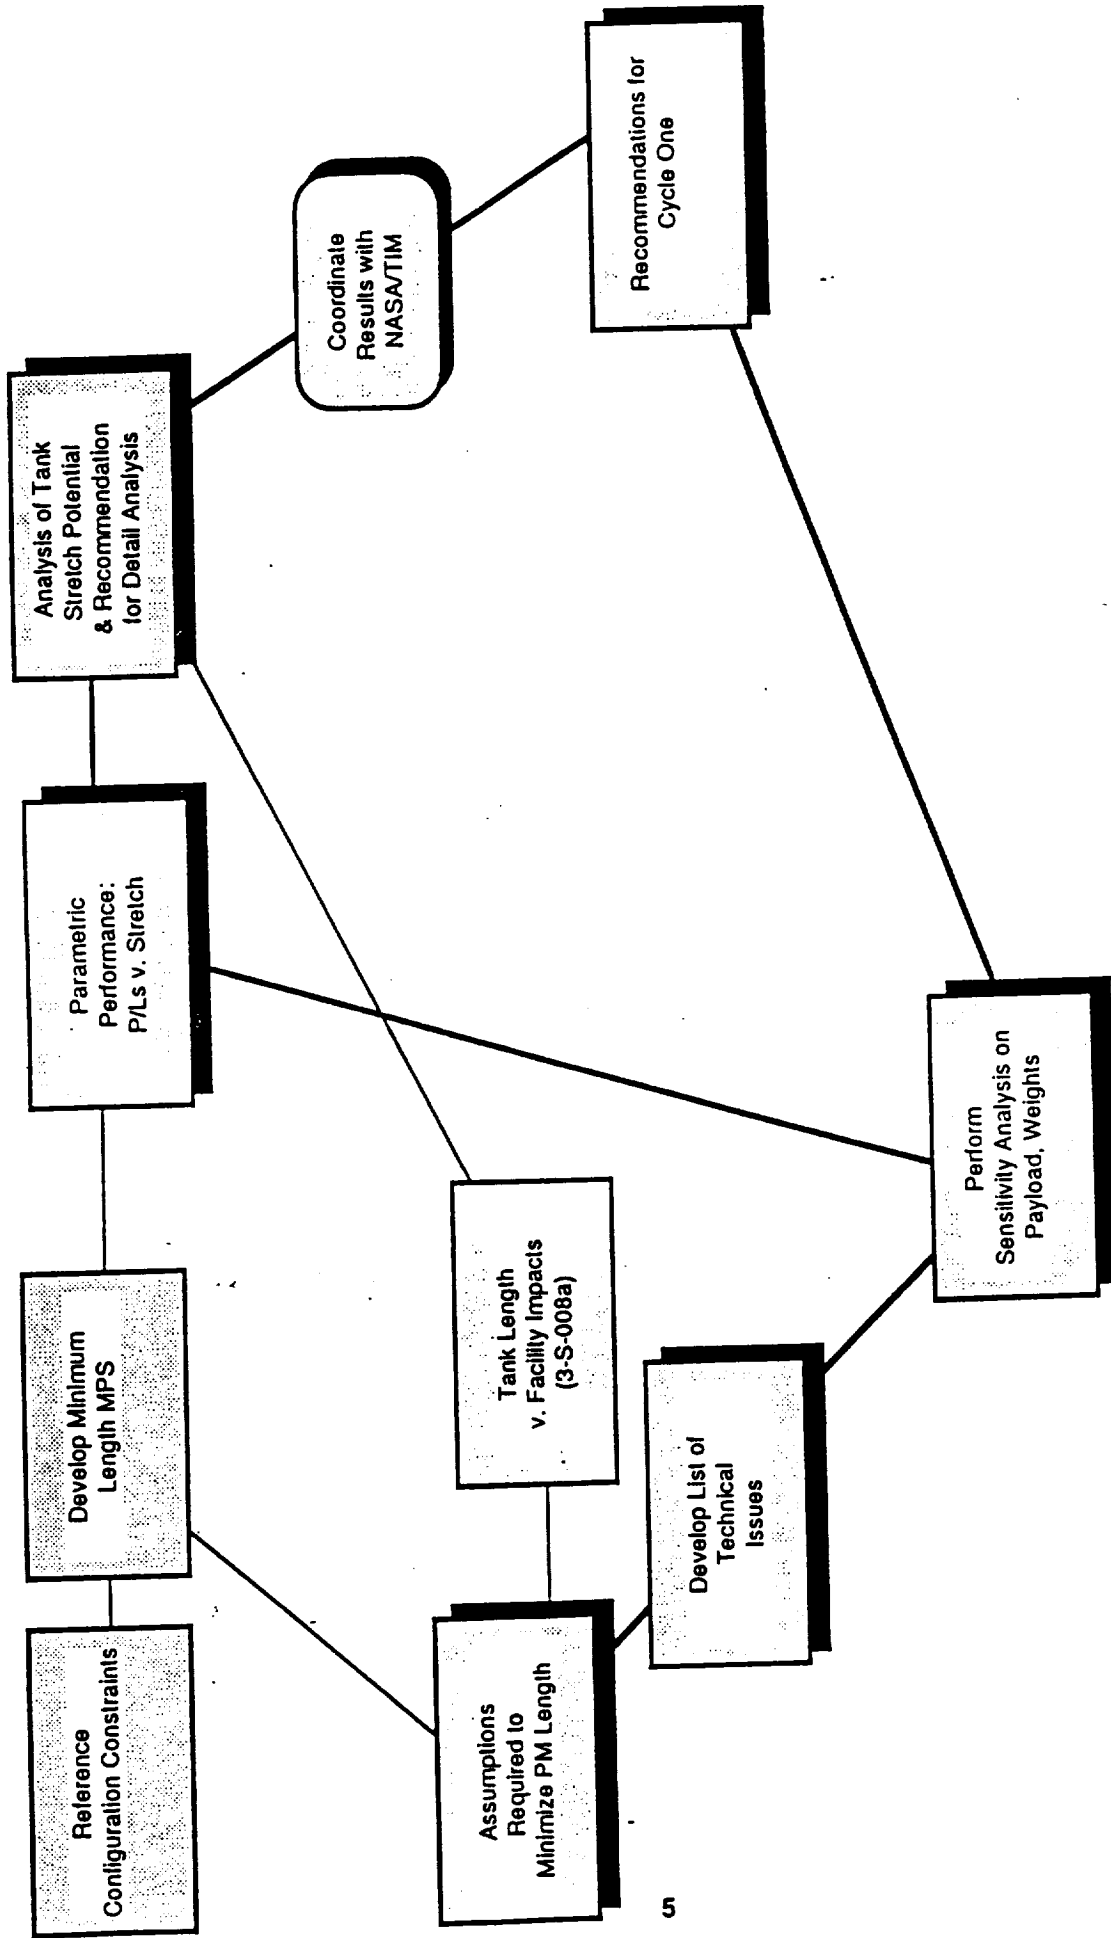 Reference
Configuration Constraints
Develop Minimum
Length MPS
Parametric
Performance:
P/Ls v. Stretch
Analysis of Tank
Stretch Potential
& Recommendation
for Detail Analysis
Coordinate
Results with
NASA/TIM
Assumptions
Required to
Minimize PM Length
Tank Length
v. Facility Impacts
(3-S-008a)
Develop List of
Technical
Issues
Perform
Sensitivity Analysis on
Payload, Weights
Recommendations for
Cycle One
5